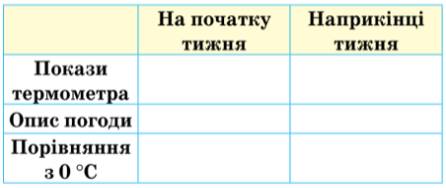 На початку Наприкінці
тижня тижня
Покази
термометра
Опис погоди
Порівняння
з 0 °С